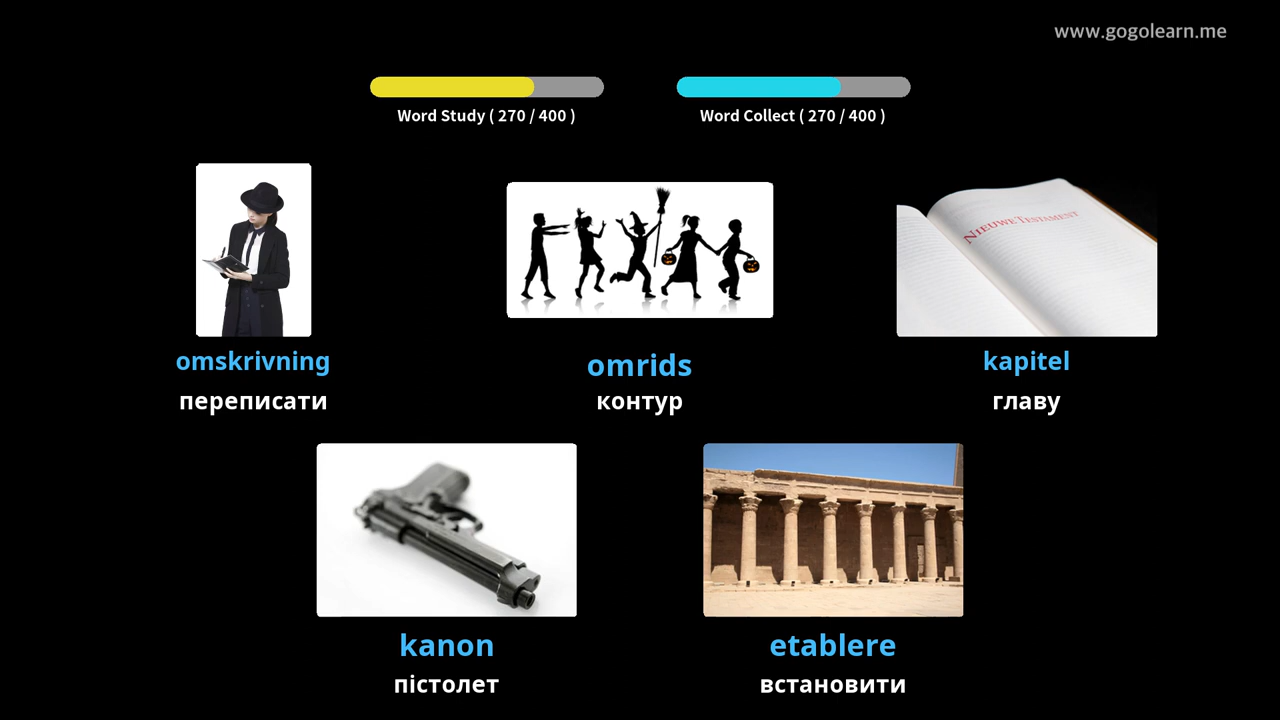 www.gogolearn.me
Word Study ( 270 / 400 )
Word Collect ( 270 / 400 )
NIEUWE TESTAMENT
omskrivning
переписати
omrids
контур
kapitel
главу
kanon
пістолет
etablere
встановити